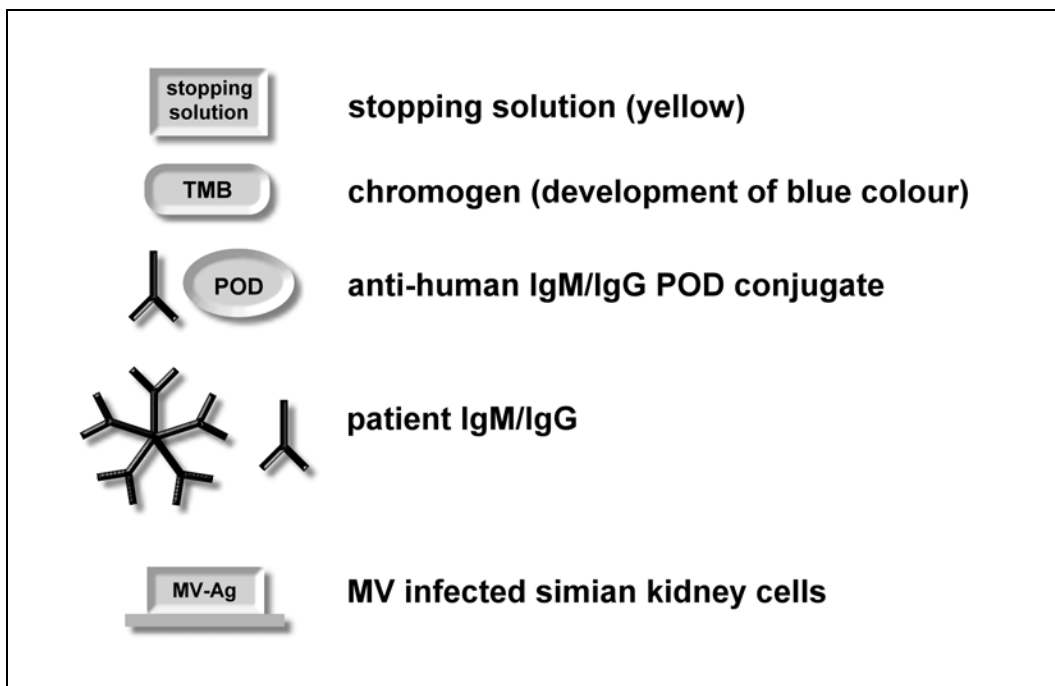 stopping
solution
stopping solution (yellow)
TMB
chromogen (development of blue colour)
POD
anti-human IgM/IgG POD conjugate
patient IgM/IgG
MV-Ag
MV infected simian kidney cells